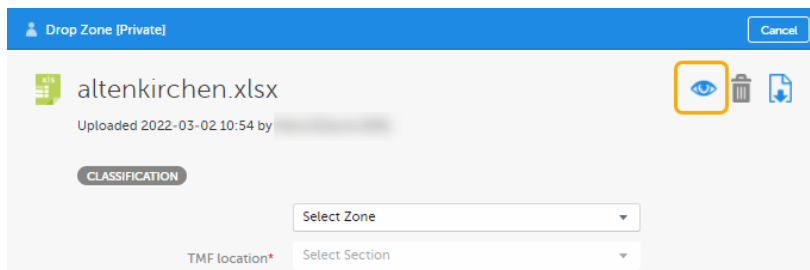 Drop Zone [Private]
Cancel
xls
altenkirchen.xlsx
Uploaded 2022-03-02 10:54 by
CLASSIFICATION
Select Zone
TMF location*
Select Section